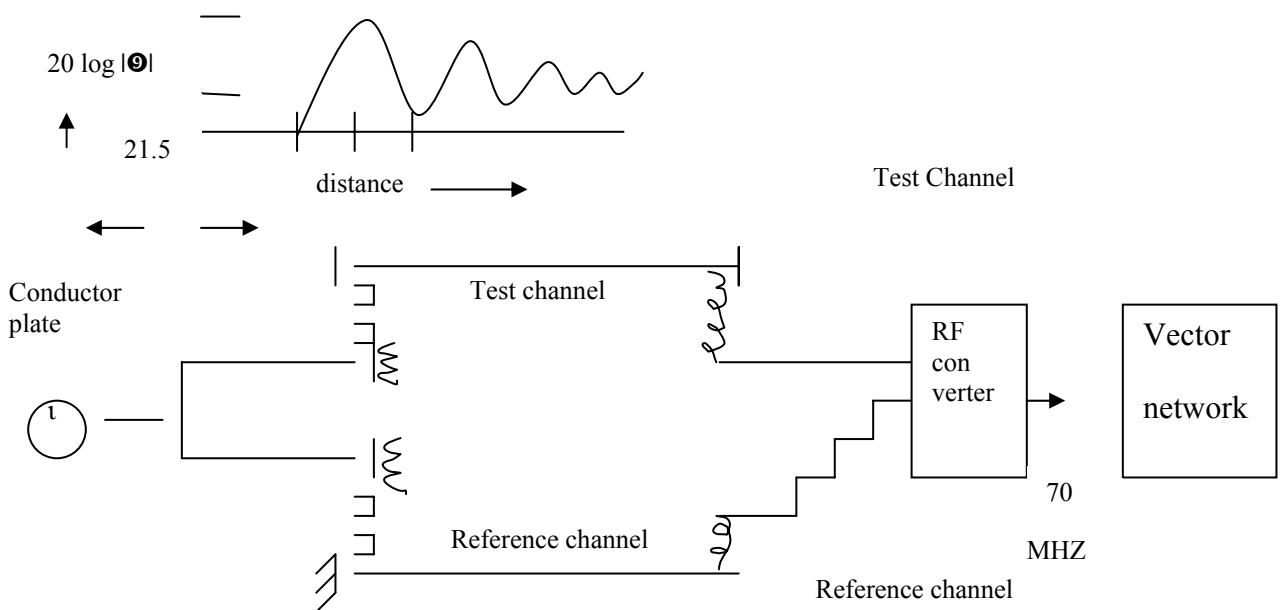 20 log |❾|
21.5
distance
Test Channel
Conductor
plate
Test channel
RF
con
verter
Vector
network
ι
70
MHZ
Reference channel
Reference channel